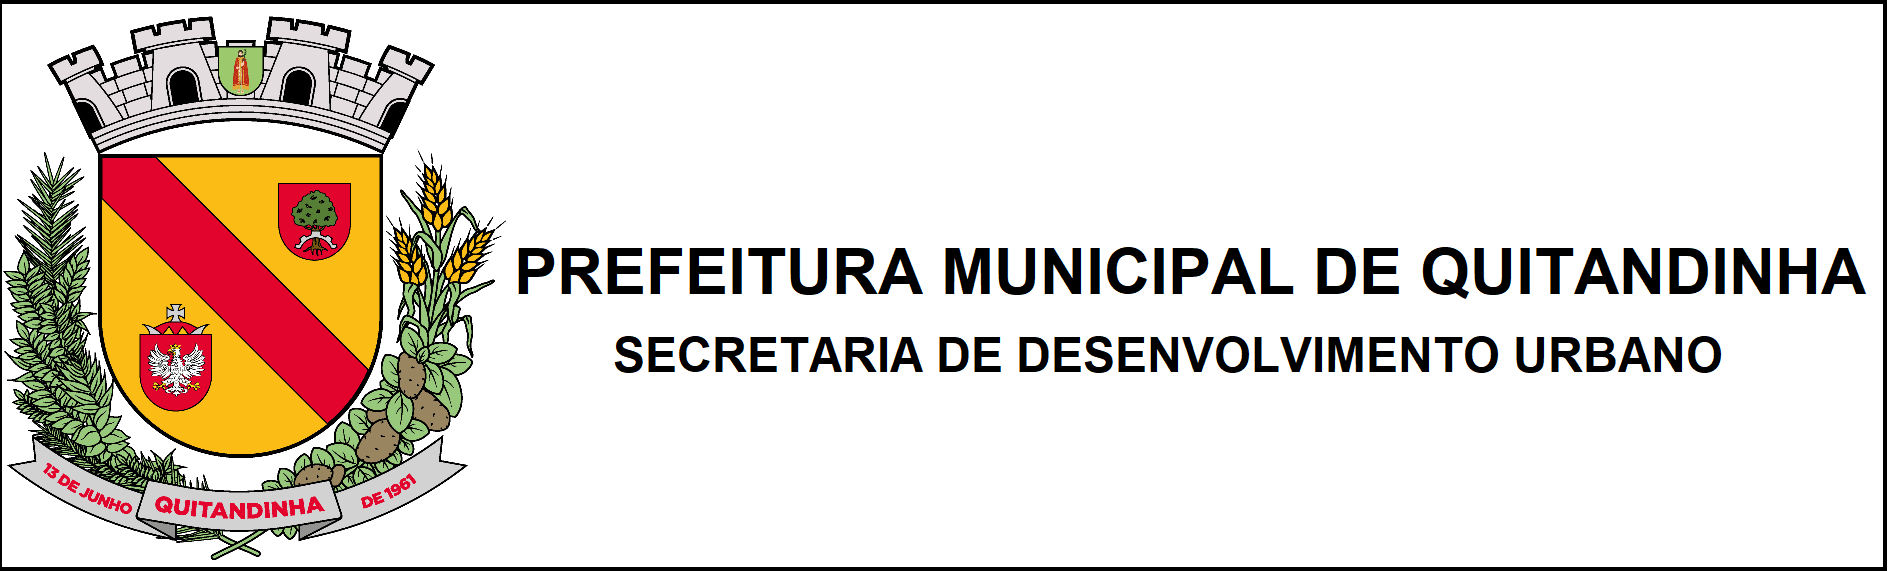 PREFEITURA MUNICIPAL DE QUITANDINHA
SECRETARIA DE DESENVOLVIMENTO URBANO
13 DE JUNHO QUITANDINHA DE 1961